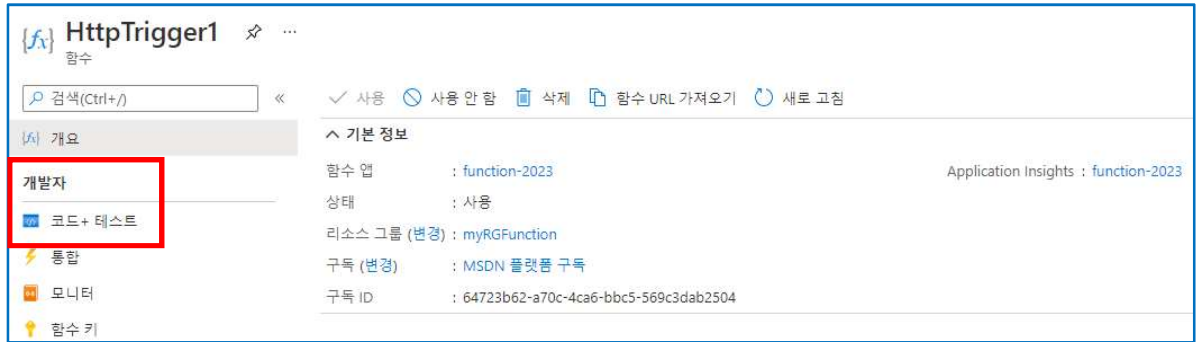 HttpTrigger1
함수
검색(Ctrl+/)
개요
개발자
코드+ 테스트
통합
모니터
함수 키
사용 사용 안 함 삭제 함수 URL 가져오기 새로 고침
기본 정보
함수 앱 : function-2023
상태 : 사용
리소스 그룹 (변경) : myRGFunction
구독 (변경) : MSDN 플랫폼 구독
구독 ID : 64723b62-a70c-4ca6-bbc5-569c3dab2504
Application Insights : function-2023